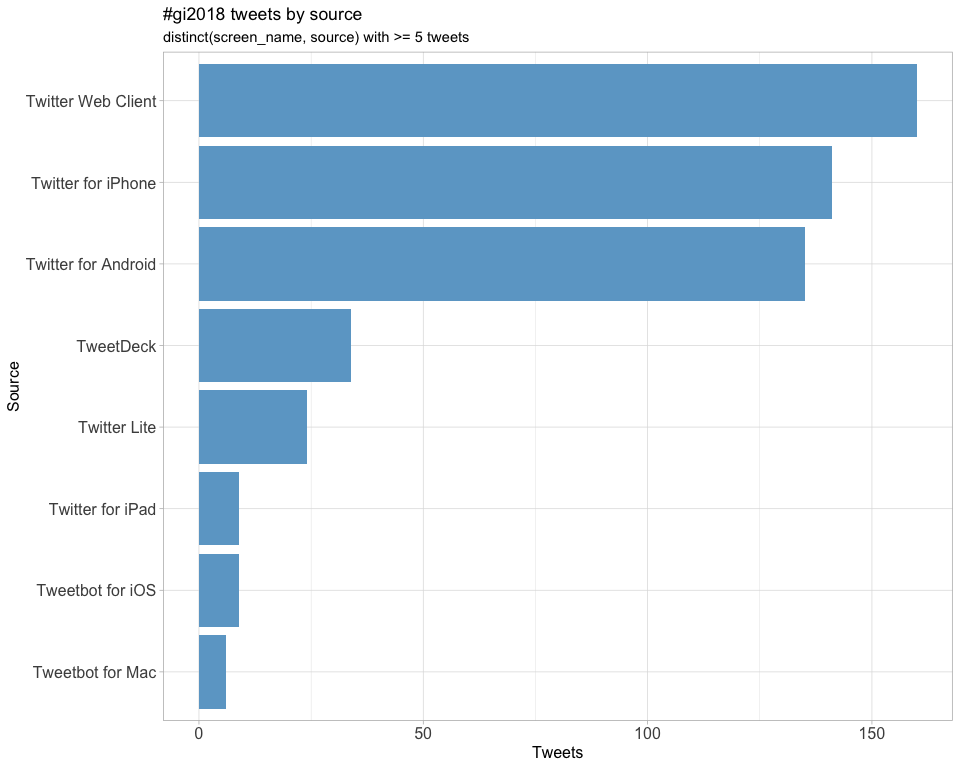 #gi2018 tweets by source
distinct(screen_name, source) with >= 5 tweets
Source
Twitter Web Client
Twitter for iPhone
Twitter for Android
TweetDeck
Twitter Lite
Twitter for iPad
Tweetbot for iOS
Tweetbot for Mac
0 50 100 150
Tweets